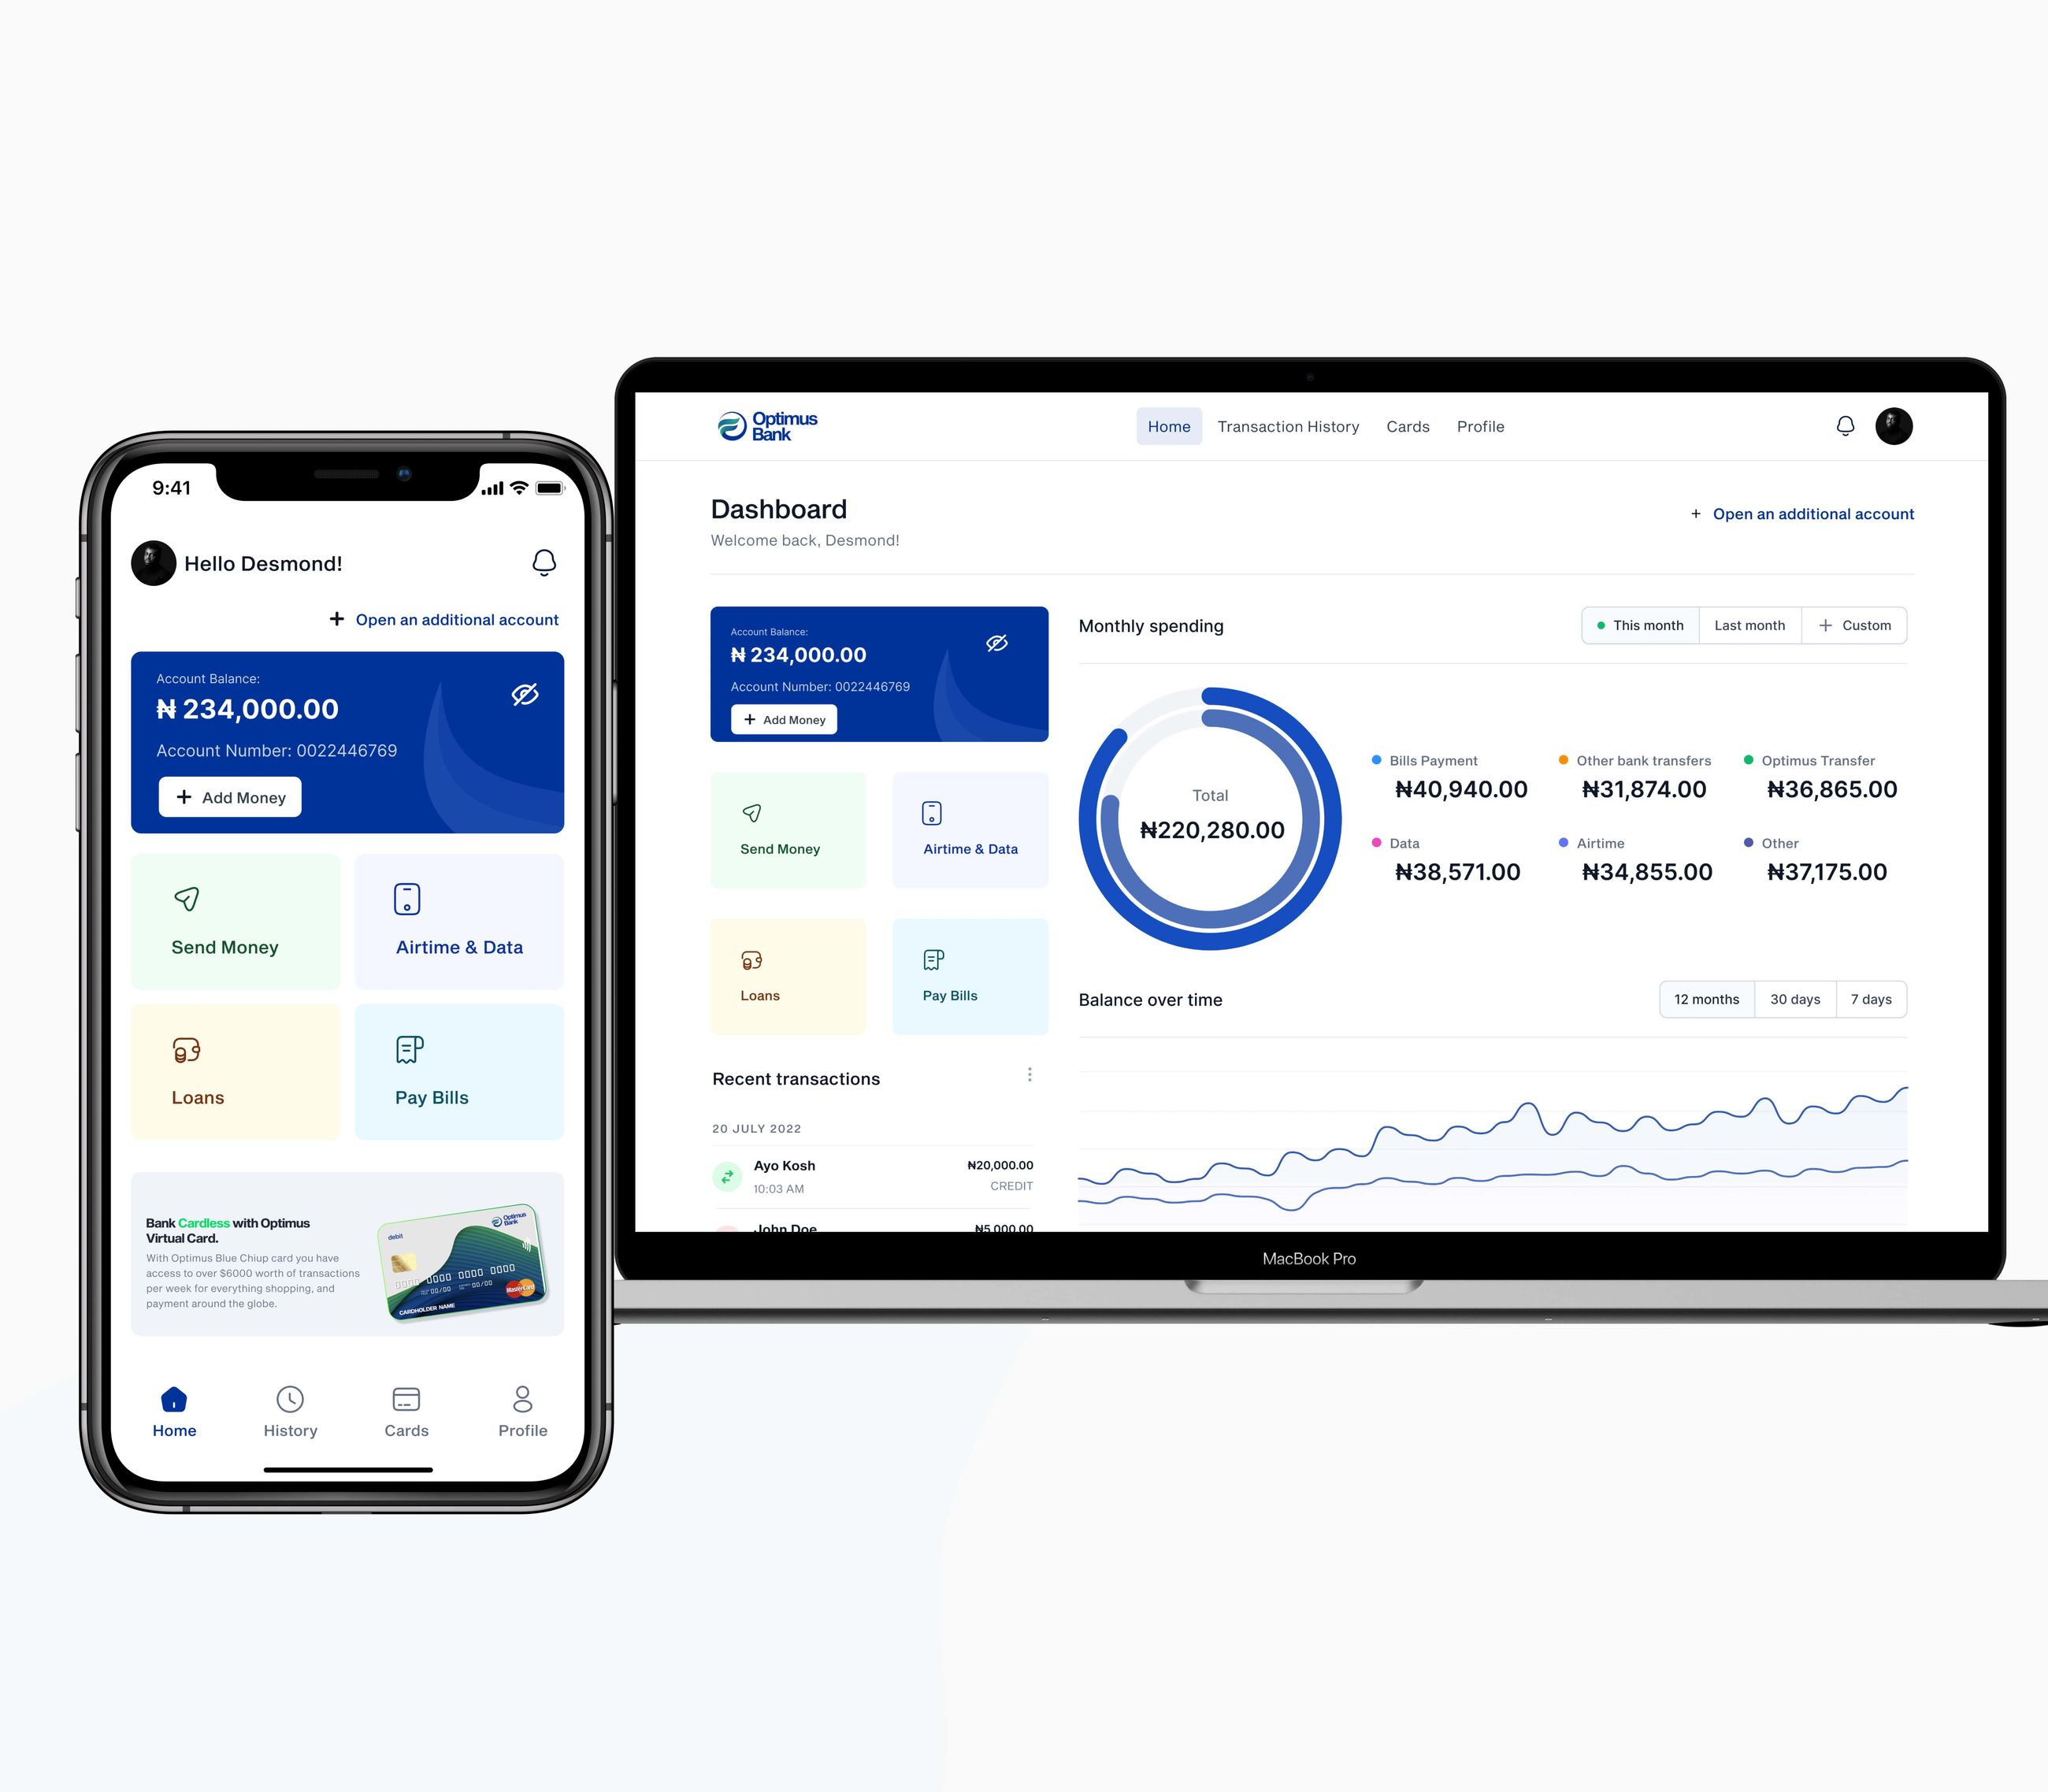 9:41
Hello Desmond!
+ Open an additional account
Account Balance:
₦ 234,000.00
Account Number: 0022446769
+ Add Money
Send Money
Airtime & Data
Loans
Pay Bills
Bank Cardless with Optimus
Virtual Card.
With Optimus Blue Chiup card you have
access to over $6000 worth of transactions
per week for everything shopping, and
payment around the globe.
Optimus
Bank
debit
0000 0000 0000 0000
00/00 00/00
CARDHOLDER NAME
MasterCard
Home
History
Cards
Profile
Optimus
Bank
Home
Transaction History
Cards
Profile
Dashboard
Welcome back, Desmond!
+ Open an additional account
Account Balance:
₦ 234,000.00
Account Number: 0022446769
+ Add Money
Send Money
Airtime & Data
Loans
Pay Bills
Recent transactions
20 JULY 2022
Ayo Kosh
₦20,000.00
10:03 AM
CREDIT
John Doe
₦5,000.00
Monthly spending
This month
Last month
+ Custom
Total
₦220,280.00
Bills Payment
₦40,940.00
Other bank transfers
₦31,874.00
Optimus Transfer
₦36,865.00
Data
₦38,571.00
Airtime
₦34,855.00
Other
₦37,175.00
Balance over time
12 months
30 days
7 days
MacBook Pro